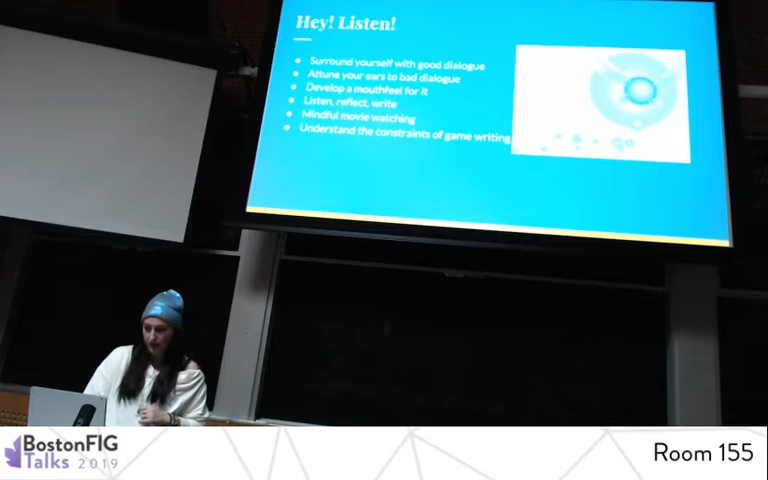 Hey! Listen!
● Surround yourself with good dialogue
● Attune your ears to bad dialogue
● Develop a mouthfeel for it
● Listen, reflect, write
● Mindful movie watching
● Understand the constraints of game writing
BostonFIG
Talks 2019
Room 155